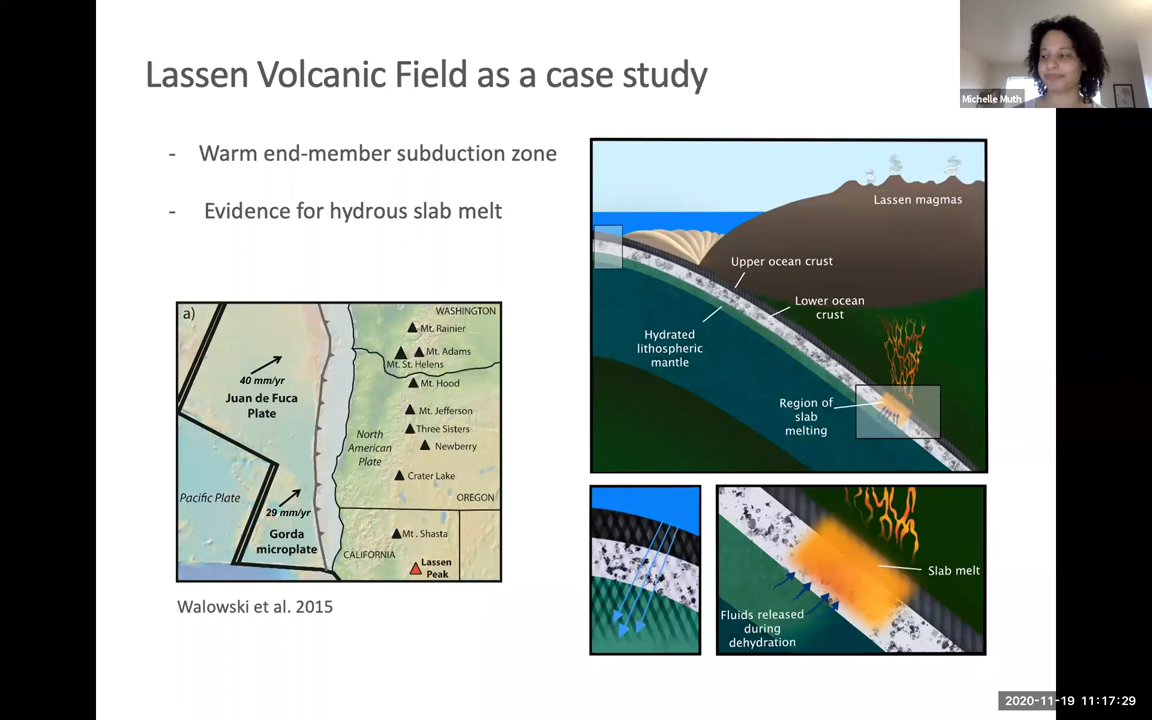 Lassen Volcanic Field as a case study
Michelle Muth
- Warm end-member subduction zone
- Evidence for hydrous slab melt
a)
WASHINGTON
Mt. Rainier
Mt. Adams
Mt. St. Helens
40 mm/yr
Juan de Fuca
Plate
Mt. Hood
Mt. Jefferson
Three Sisters
North
American
Plate
Newberry
Crater Lake
Pacific Plate
OREGON
29 mm/yr
Gorda
microplate
Mt. Shasta
CALIFORNIA
Lassen
Peak
Walowski et al. 2015
Lassen magmas
Upper ocean crust
Lower ocean
crust
Hydrated
lithospheric
mantle
Region of
slab
melting
Slab melt
Fluids released
during
dehydration
2020-11-19 11:17:29